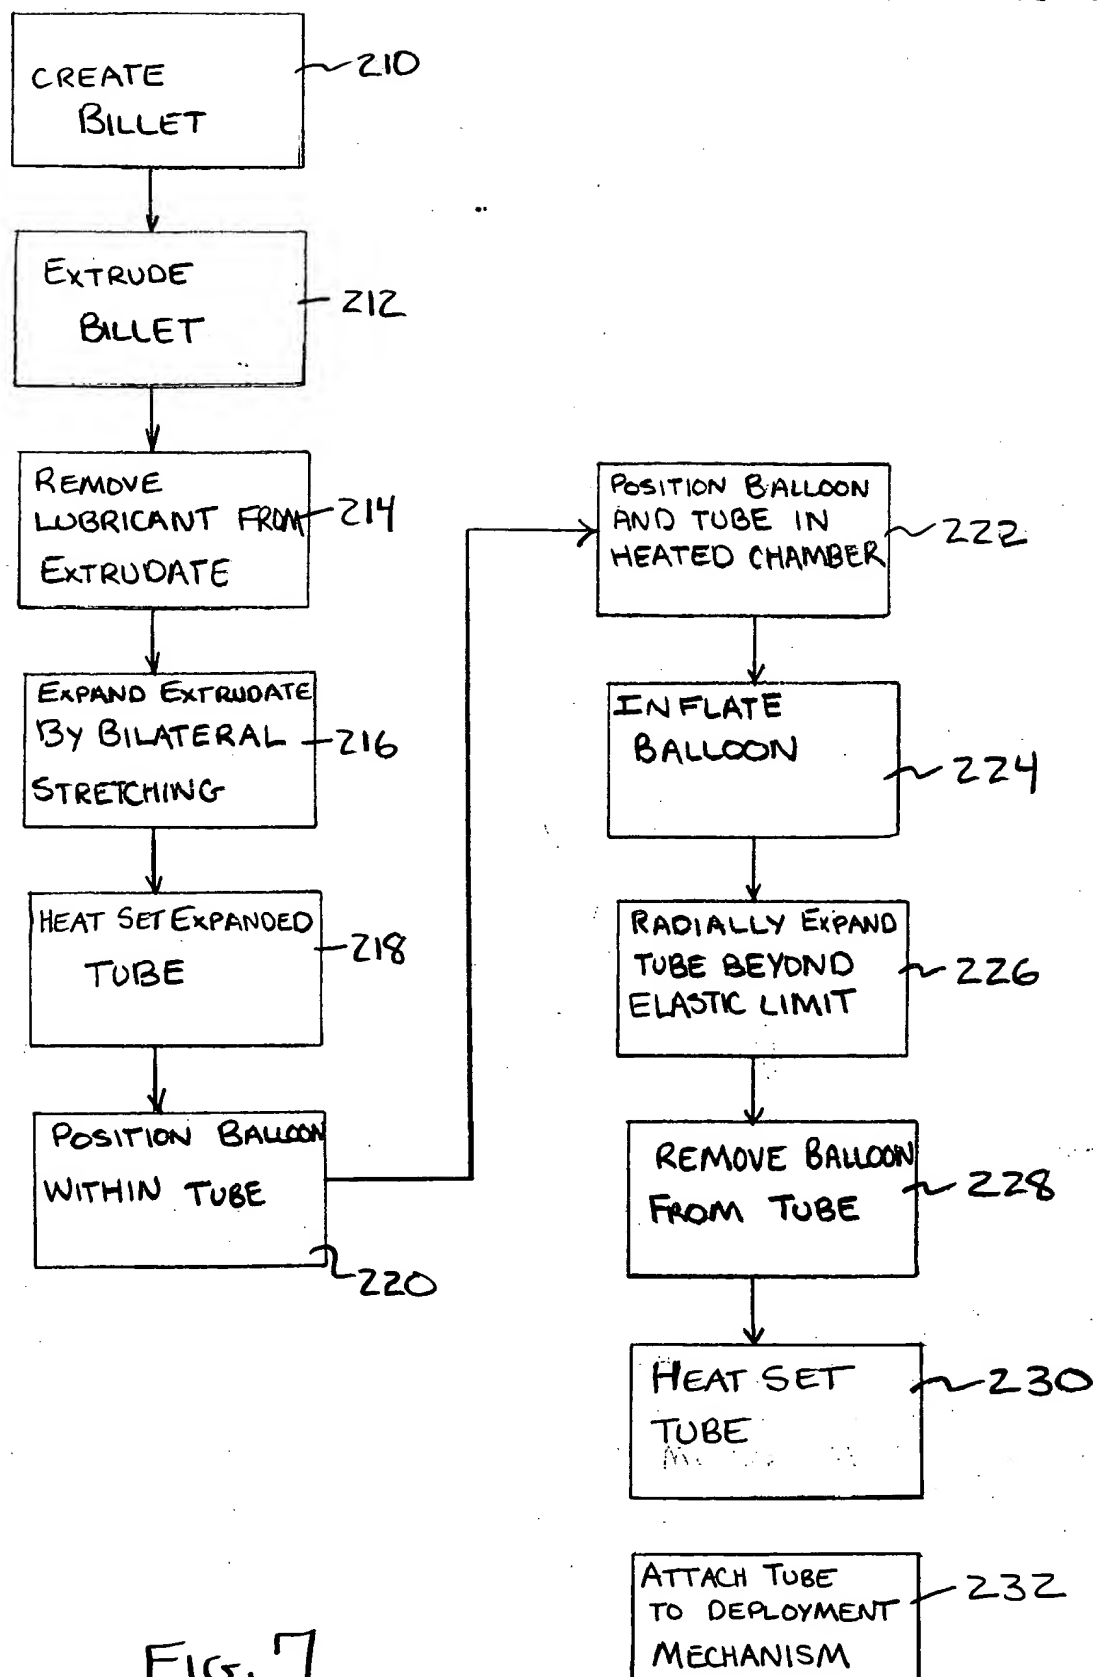 CREATE
BILLET
210
EXTRUDE
BILLET
212
REMOVE
LUBRICANT FROM
EXTRUDATE
214
EXPAND EXTRUDATE
BY BILATERAL
STRETCHING
216
HEAT SET EXPANDED
TUBE
218
POSITION BALLOON
WITHIN TUBE
220
POSITION BALLOON
AND TUBE IN
HEATED CHAMBER
222
INFLATE
BALLOON
224
RADIALLY EXPAND
TUBE BEYOND
ELASTIC LIMIT
226
REMOVE BALLOON
FROM TUBE
228
HEAT SET
TUBE
230
ATTACH TUBE
TO DEPLOYMENT
MECHANISM
232
FIG. 7